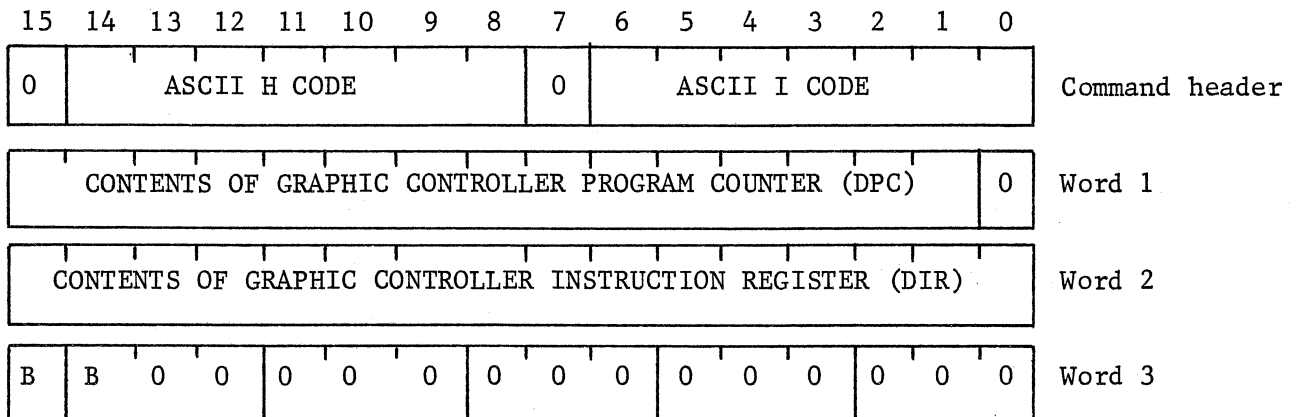 15 14 13 12 11 10 9 8 7 6 5 4 3 2 1 0
0 ASCII H CODE 0 ASCII I CODE Command header
CONTENTS OF GRAPHIC CONTROLLER PROGRAM COUNTER (DPC) 0 Word 1
CONTENTS OF GRAPHIC CONTROLLER INSTRUCTION REGISTER (DIR) Word 2
B B 0 0 0 0 0 0 0 0 0 0 0 0 0 0 Word 3